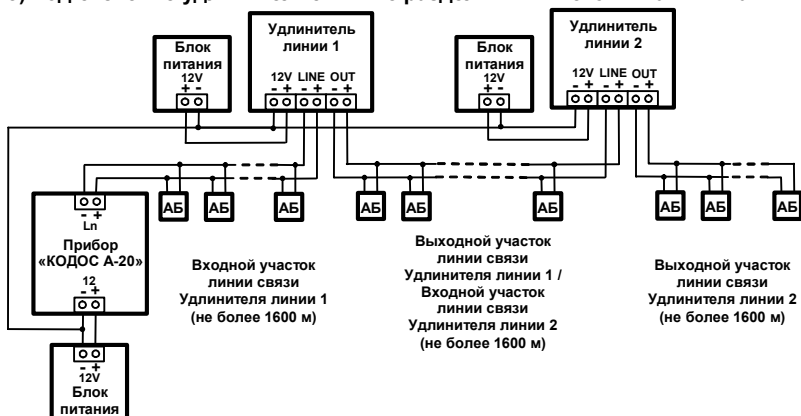 Блок
питания
12V
+ -
Удлинитель
линии 1
12V LINE OUT
- + - + - +
Блок
питания
12V
+ -
Удлинитель
линии 2
12V LINE OUT
- + - + - +
АБ АБ АБ АБ АБ АБ АБ АБ АБ
- +
Ln
Прибор
«КОДОС А-20»
12
- +
Входной участок
линии связи
Удлинителя линии 1
(не более 1600 м)
Выходной участок
линии связи
Удлинителя линии 1 /
Входной участок
линии связи
Удлинителя линии 2
(не более 1600 м)
Выходной участок
линии связи
Удлинителя линии 2
(не более 1600 м)
- +
12V
Блок
питания